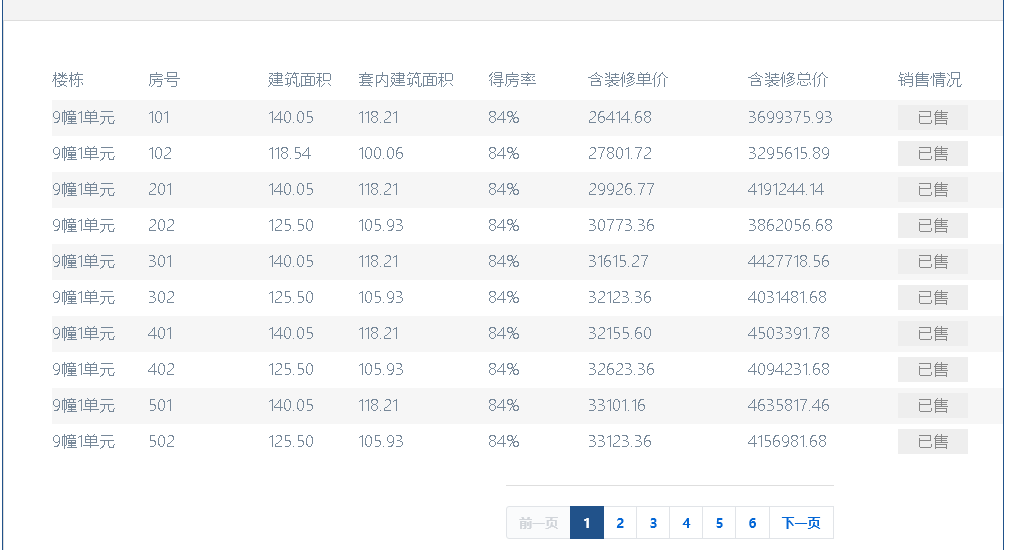 楼栋 房号 建筑面积 套内建筑面积 得房率 含装修单价 含装修总价 销售情况
9幢1单元 101 140.05 118.21 84% 26414.68 3699375.93 已售
9幢1单元 102 118.54 100.06 84% 27801.72 3295615.89 已售
9幢1单元 201 140.05 118.21 84% 29926.77 4191244.14 已售
9幢1单元 202 125.50 105.93 84% 30773.36 3862056.68 已售
9幢1单元 301 140.05 118.21 84% 31615.27 4427718.56 已售
9幢1单元 302 125.50 105.93 84% 32123.36 4031481.68 已售
9幢1单元 401 140.05 118.21 84% 32155.60 4503391.78 已售
9幢1单元 402 125.50 105.93 84% 32623.36 4094231.68 已售
9幢1单元 501 140.05 118.21 84% 33101.16 4635817.46 已售
9幢1单元 502 125.50 105.93 84% 33123.36 4156981.68 已售
前一页 1 2 3 4 5 6 下一页